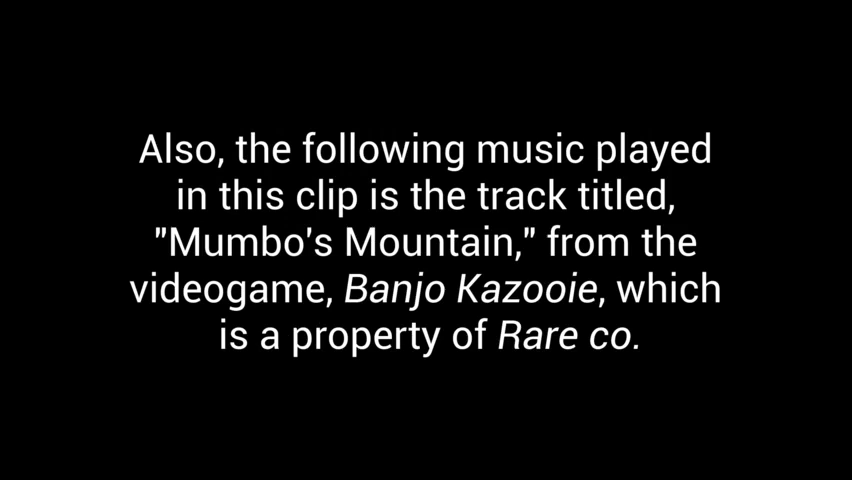 Also, the following music played
in this clip is the track titled,
"Mumbo's Mountain," from the
videogame, Banjo Kazooie, which
is a property of Rare co.